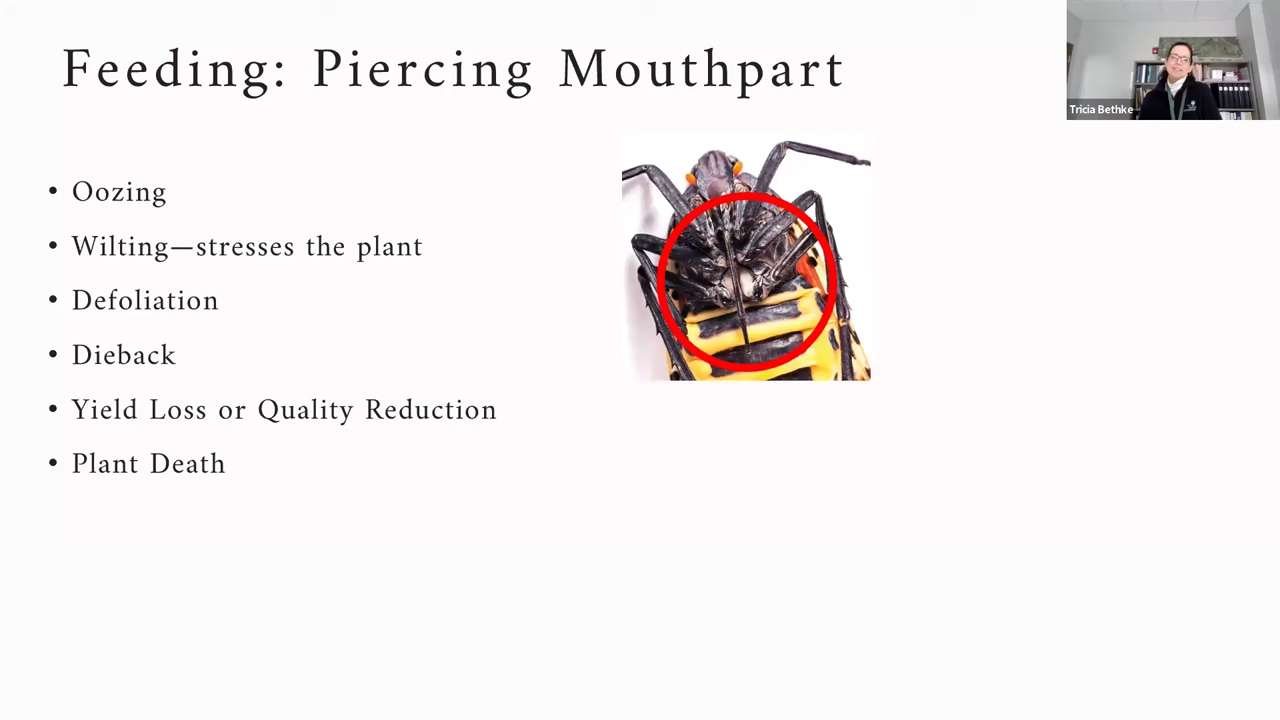 Feeding: Piercing Mouthpart
Tricia Bethke
• Oozing
• Wilting—stresses the plant
• Defoliation
• Dieback
• Yield Loss or Quality Reduction
• Plant Death